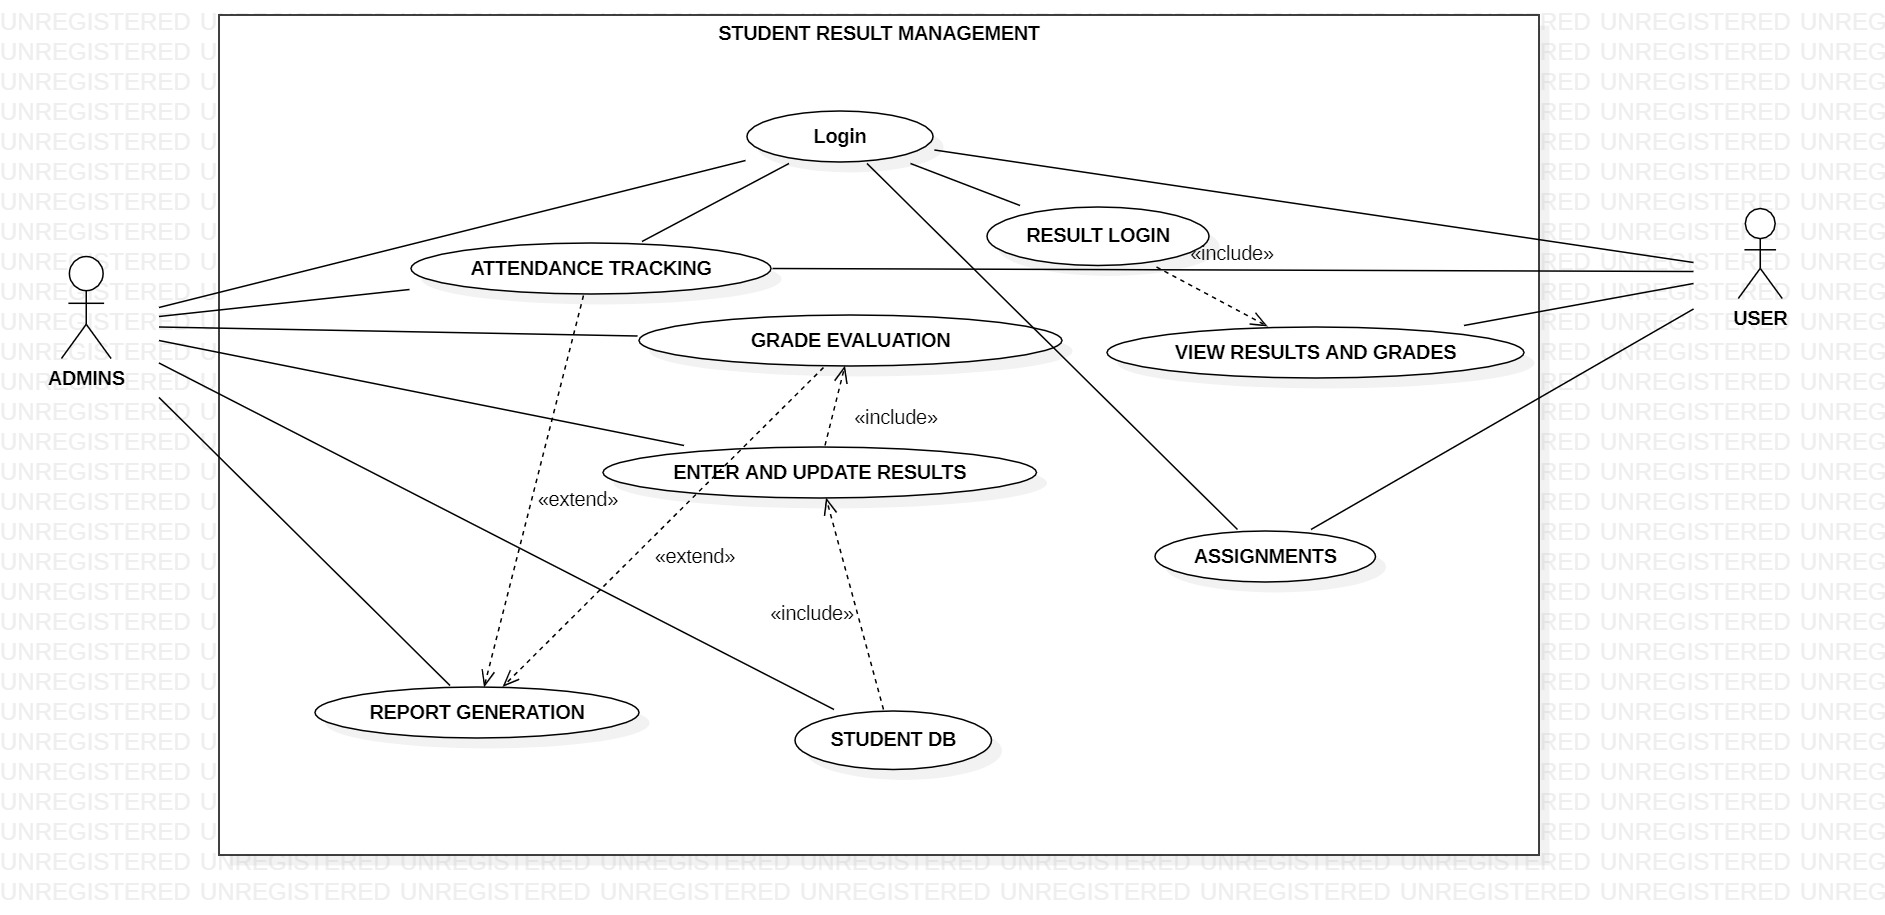 STUDENT RESULT MANAGEMENT
Login
RESULT LOGIN
«include»
ATTENDANCE TRACKING
USER
GRADE EVALUATION
VIEW RESULTS AND GRADES
ADMINS
«include»
ENTER AND UPDATE RESULTS
«extend»
«extend»
ASSIGNMENTS
«include»
REPORT GENERATION
STUDENT DB
UNREGISTERED UNREGISTERED UNREGISTERED UNREGISTERED UNREGISTERED UNREGISTERED UNREGISTERED UNREGISTERED UNREGISTERED UNREG